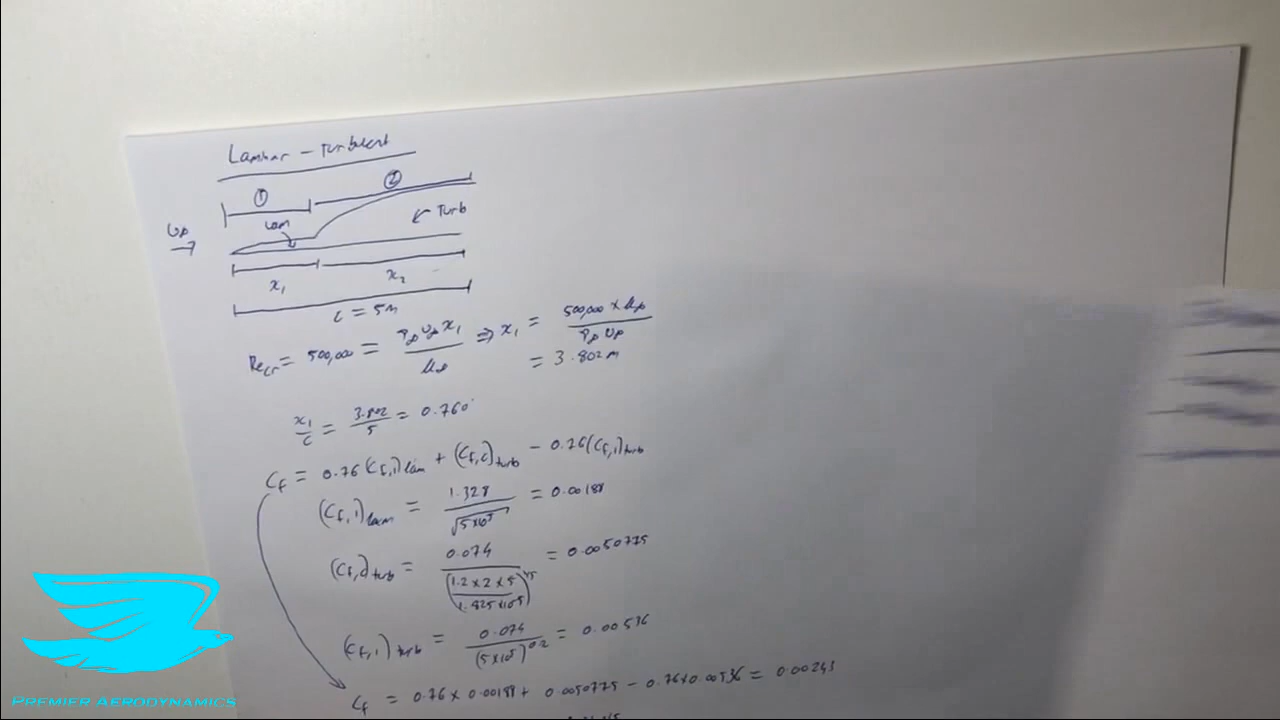 Laminar - Turbulent
① ②
U∞ →
Lam
Turb
x₁ x₂
c = 5m
Re_cr = 500,000 = ρ∞ U∞ x₁ / μ∞ ⇒ x₁ = 500,000 × μ∞ / ρ∞ U∞
= 3.802m
x₁/c = 3.802/5 = 0.760
C_f = 0.76 (C_f,1)lam + (C_f,c)turb - 0.76 (C_f,1)turb
(C_f,1)lam = 1.328 / √(5×10⁵) = 0.00188
(C_f,c)turb = 0.074 / (1.2 × 2 × 5 / 1.825×10⁻⁵)^1/5 = 0.0050775
(C_f,1)turb = 0.074 / (5×10⁵)^0.2 = 0.00536
C_f = 0.76 × 0.00188 + 0.0050775 - 0.76×0.00536 = 0.00243
PREMIER AERODYNAMICS